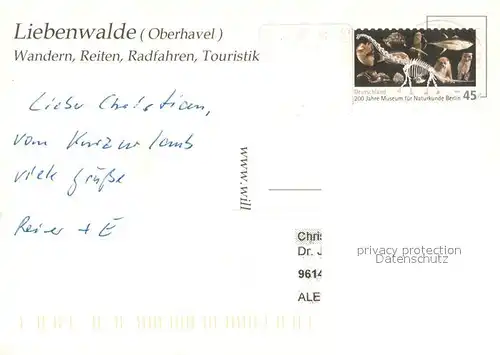 Liebenwalde (Oberhavel)
Wandern, Reiten, Radfahren, Touristik
Deutschland
200 Jahre Museum für Naturkunde Berlin 45
Lieber Christian,
vom Kurzurlaub
viele Grüße
Reiner + E
www.will
Chris
Dr. J
9614
ALE
privacy protection
Datenschutz